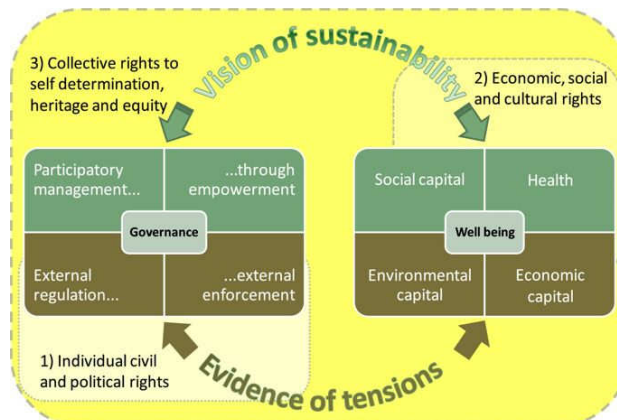 Vision of sustainability
3) Collective rights to
self determination,
heritage and equity
2) Economic, social
and cultural rights
Participatory
management...
...through
empowerment
Governance
External
regulation...
...external
enforcement
Social capital
Health
Well being
Environmental
capital
Economic
capital
1) Individual civil
and political rights
Evidence of tensions